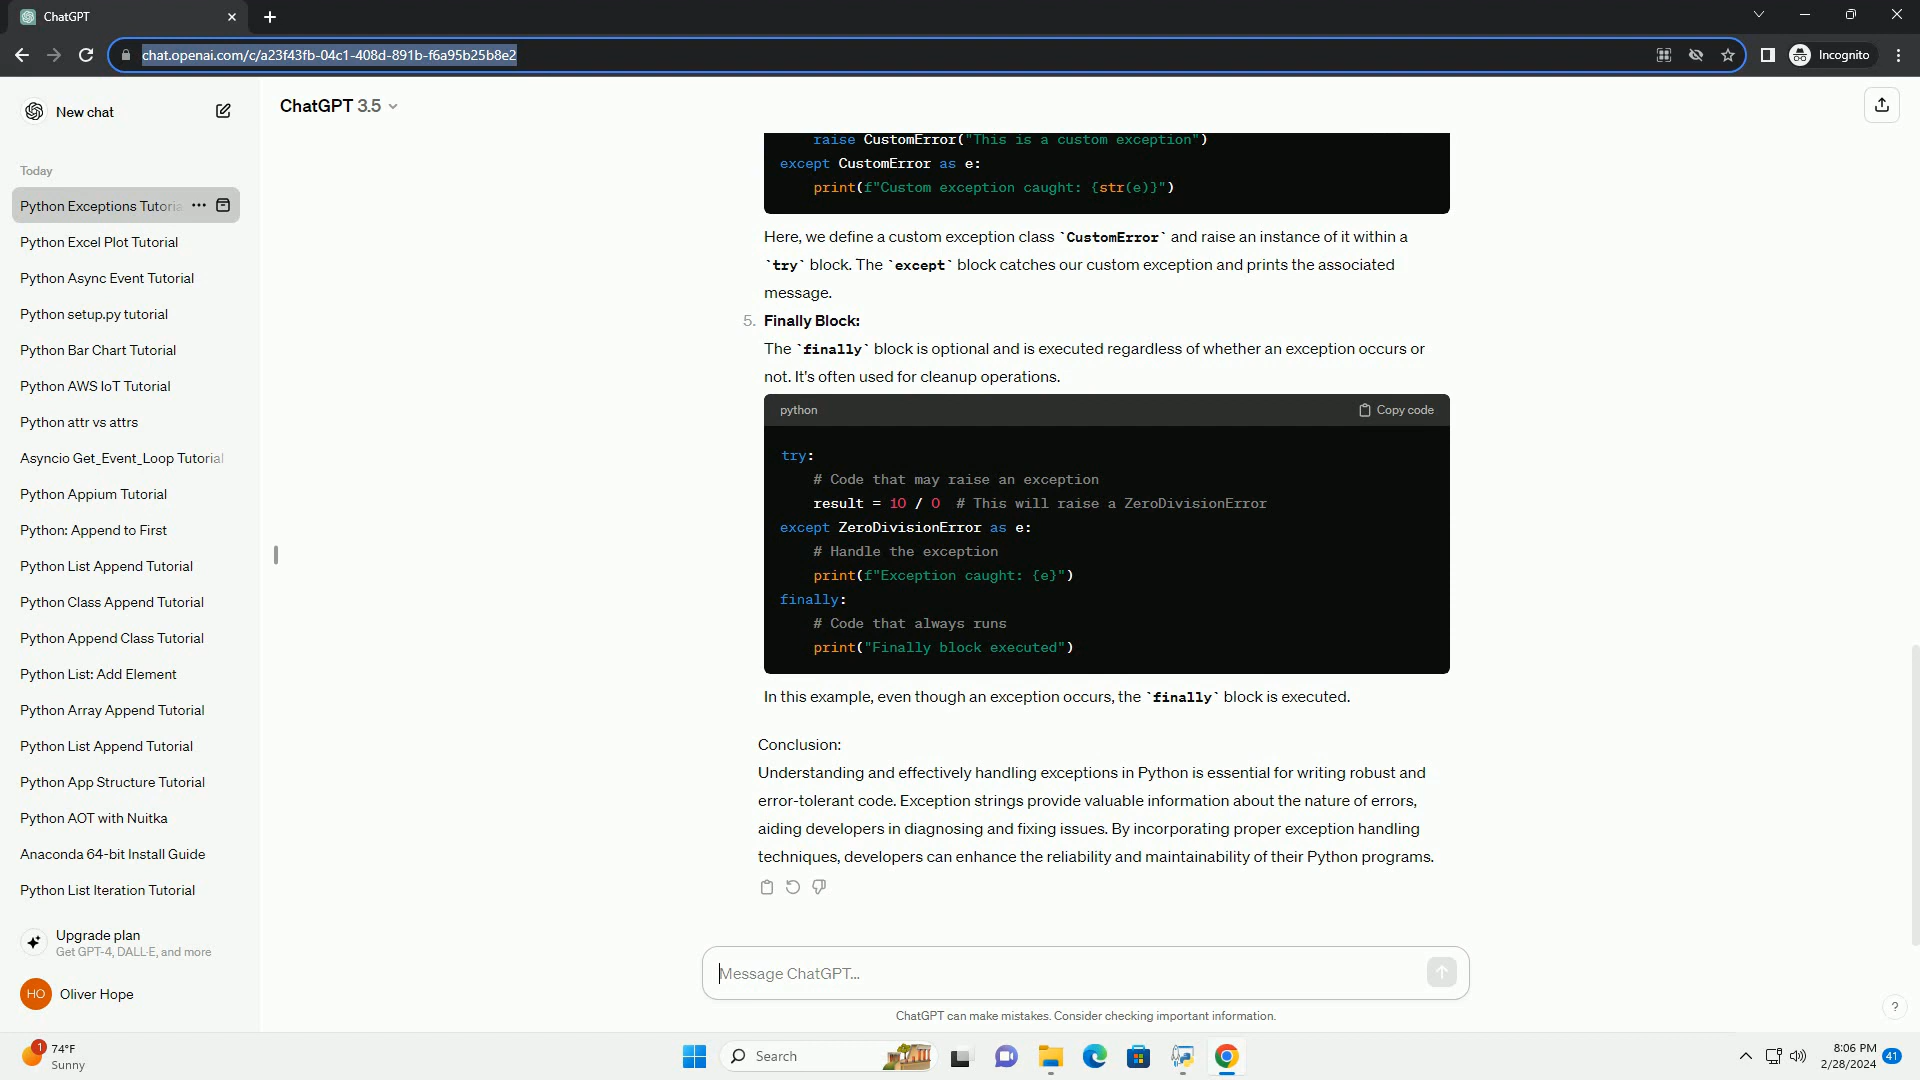 ChatGPT
chat.openai.com/c/a23f43fb-04c1-408d-891b-f6a95b25b8e2
Incognito
New chat
ChatGPT 3.5
Today
Python Exceptions Tutoria
Python Excel Plot Tutorial
Python Async Event Tutorial
Python setup.py tutorial
Python Bar Chart Tutorial
Python AWS IoT Tutorial
Python attr vs attrs
Asyncio Get_Event_Loop Tutorial
Python Appium Tutorial
Python: Append to First
Python List Append Tutorial
Python Class Append Tutorial
Python Append Class Tutorial
Python List: Add Element
Python Array Append Tutorial
Python List Append Tutorial
Python App Structure Tutorial
Python AOT with Nuitka
Anaconda 64-bit Install Guide
Python List Iteration Tutorial
Upgrade plan
Get GPT-4, DALL·E, and more
HO Oliver Hope
raise CustomError("This is a custom exception")
except CustomError as e:
print(f"Custom exception caught: {str(e)}")
Here, we define a custom exception class `CustomError` and raise an instance of it within a
`try` block. The `except` block catches our custom exception and prints the associated
message.
5. Finally Block:
The `finally` block is optional and is executed regardless of whether an exception occurs or
not. It's often used for cleanup operations.
python Copy code
try:
# Code that may raise an exception
result = 10 / 0 # This will raise a ZeroDivisionError
except ZeroDivisionError as e:
# Handle the exception
print(f"Exception caught: {e}")
finally:
# Code that always runs
print("Finally block executed")
In this example, even though an exception occurs, the `finally` block is executed.
Conclusion:
Understanding and effectively handling exceptions in Python is essential for writing robust and
error-tolerant code. Exception strings provide valuable information about the nature of errors,
aiding developers in diagnosing and fixing issues. By incorporating proper exception handling
techniques, developers can enhance the reliability and maintainability of their Python programs.
Message ChatGPT...
ChatGPT can make mistakes. Consider checking important information.
?
1
74°F
Sunny
Search
8:06 PM
2/28/2024
41